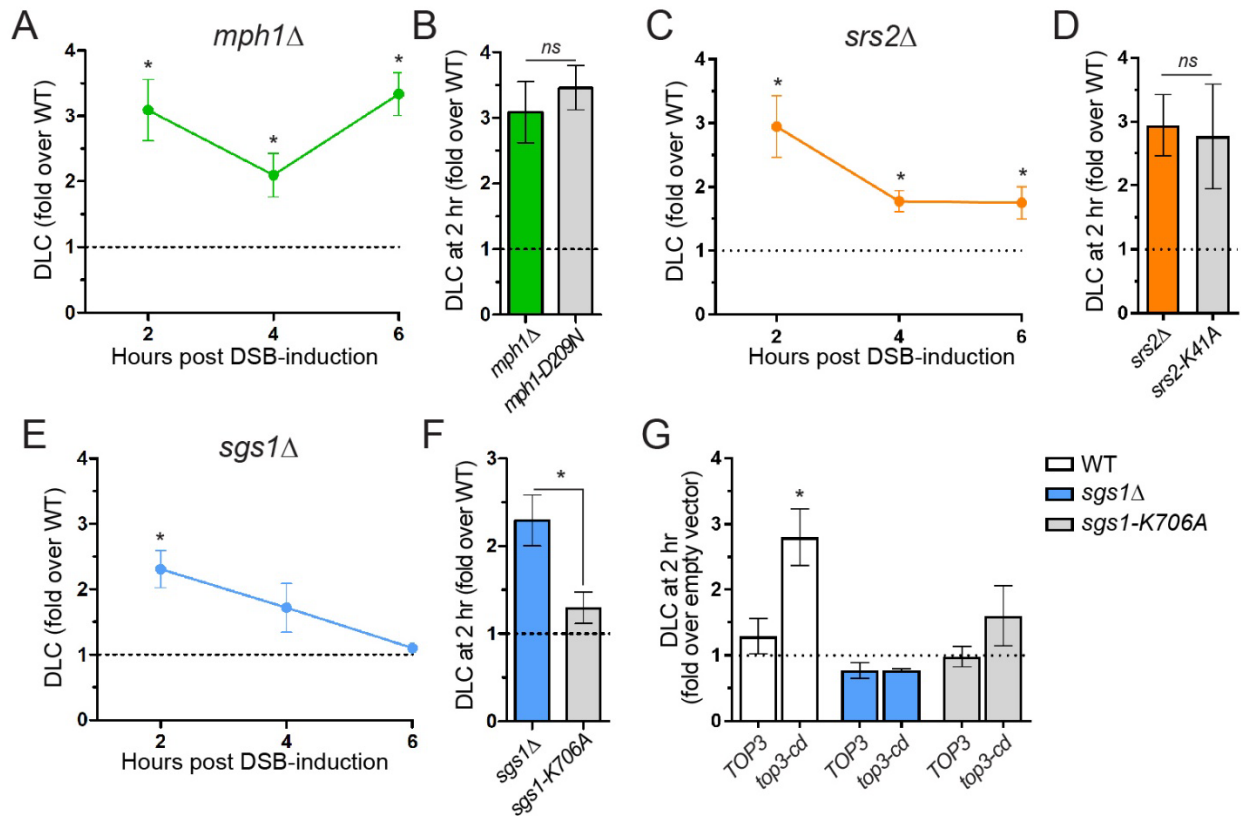 A
mph1Δ
DLC (fold over WT)
4
3
2
1
0
*
*
*
2
4
6
Hours post DSB-induction
B
DLC at 2 hr (fold over WT)
4
3
2
1
0
ns
mph1Δ
mph1-D209N
C
srs2Δ
DLC (fold over WT)
4
3
2
1
0
*
*
*
2
4
6
Hours post DSB-induction
D
DLC at 2 hr (fold over WT)
4
3
2
1
0
ns
srs2Δ
srs2-K41A
E
sgs1Δ
DLC (fold over WT)
4
3
2
1
0
*
2
4
6
Hours post DSB-induction
F
DLC at 2 hr (fold over WT)
3
2
1
0
*
sgs1Δ
sgs1-K706A
G
DLC at 2 hr
(fold over empty vector)
4
3
2
1
0
*
TOP3
top3-cd
TOP3
top3-cd
TOP3
top3-cd
WT
sgs1Δ
sgs1-K706A